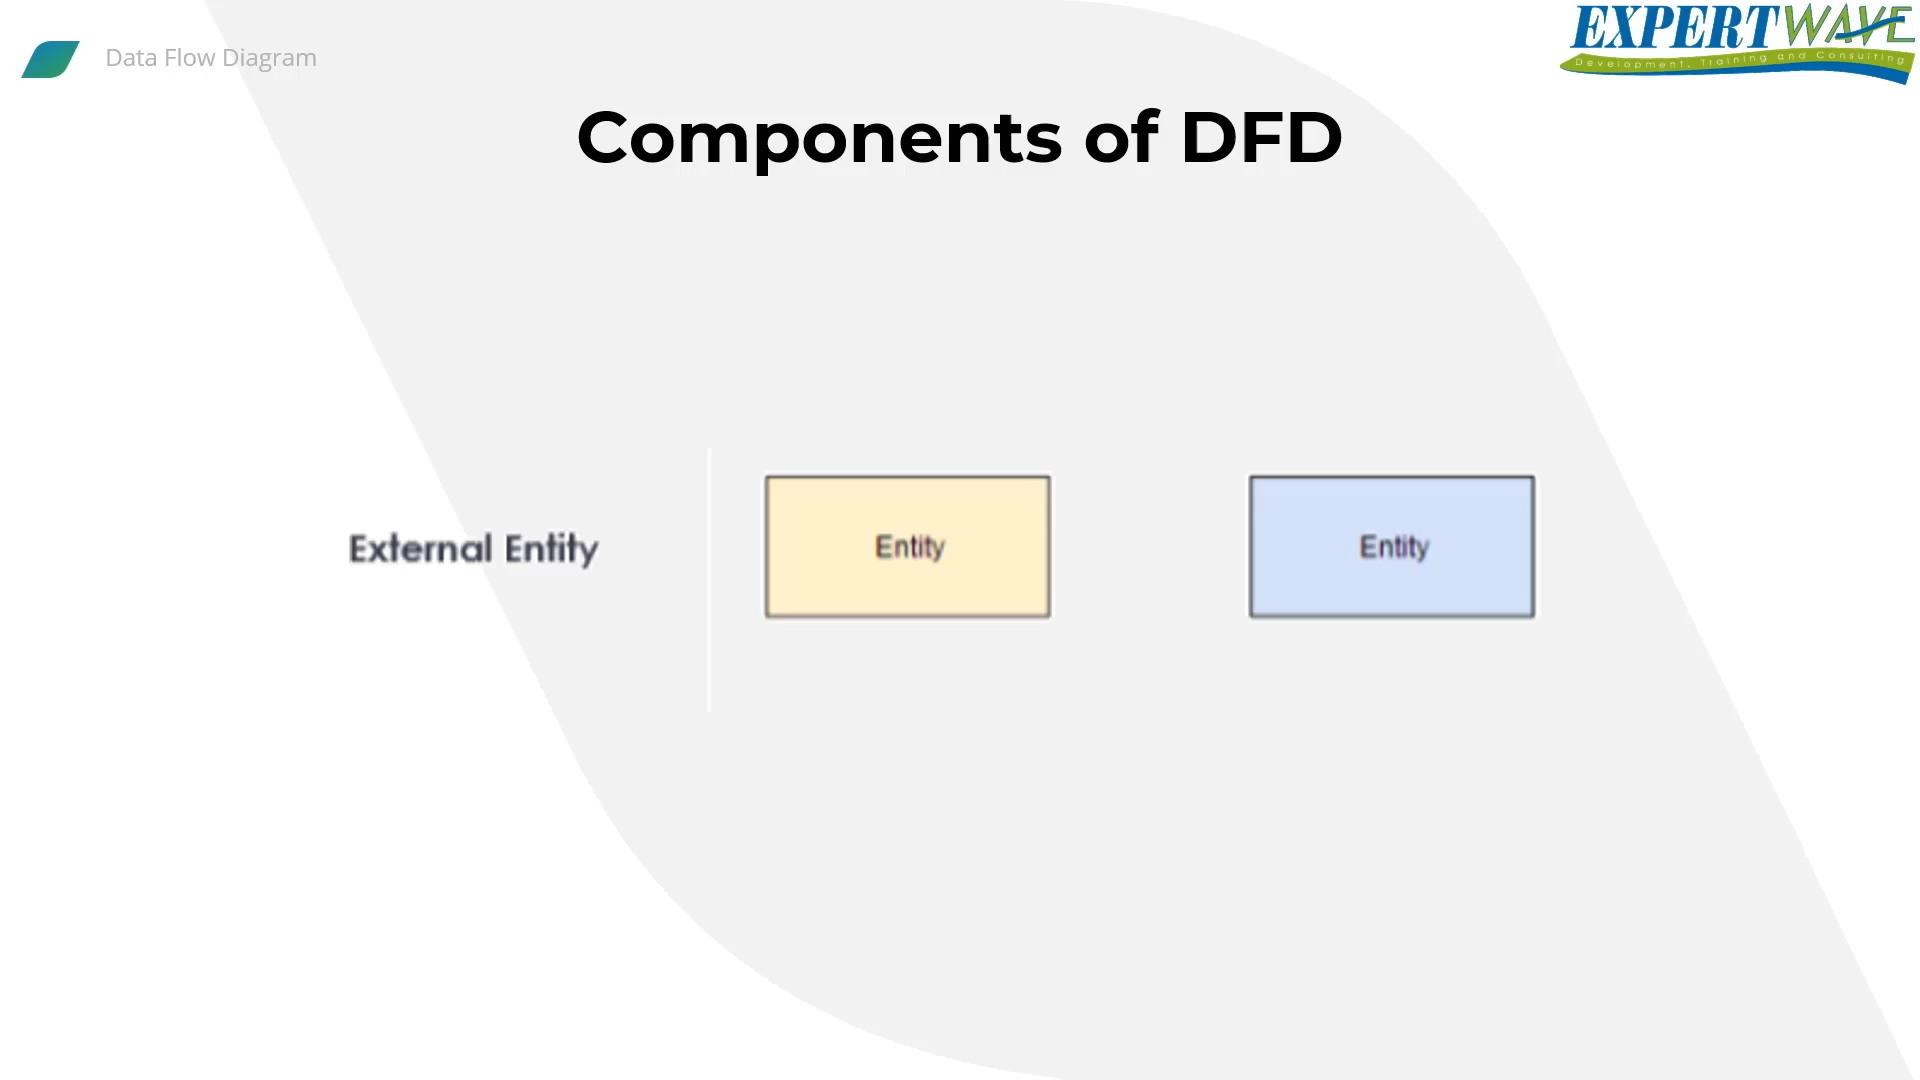 Data Flow Diagram
EXPERTWAVE
Development, Training and Consulting
Components of DFD
External Entity
Entity
Entity